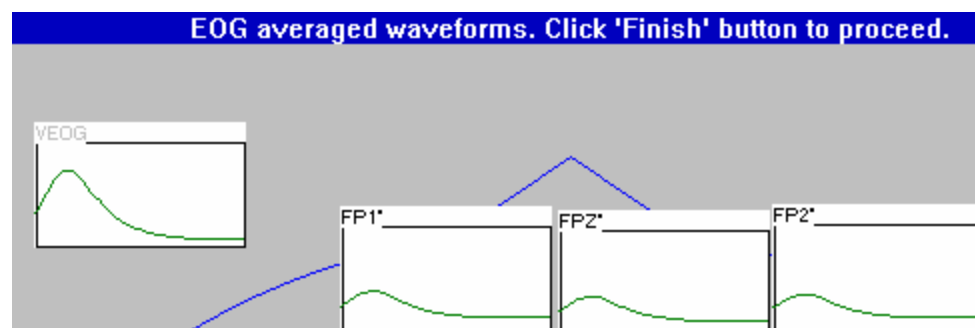 EOG averaged waveforms. Click 'Finish' button to proceed.
VEOG
FP1*
FPZ*
FP2*